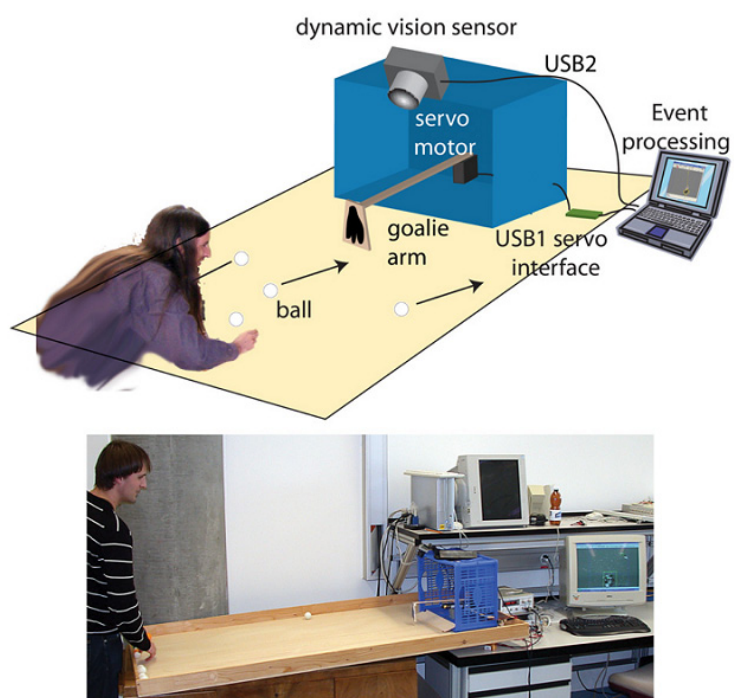 dynamic vision sensor
USB2
servo
motor
Event
processing
goalie
arm
USB1 servo
interface
ball